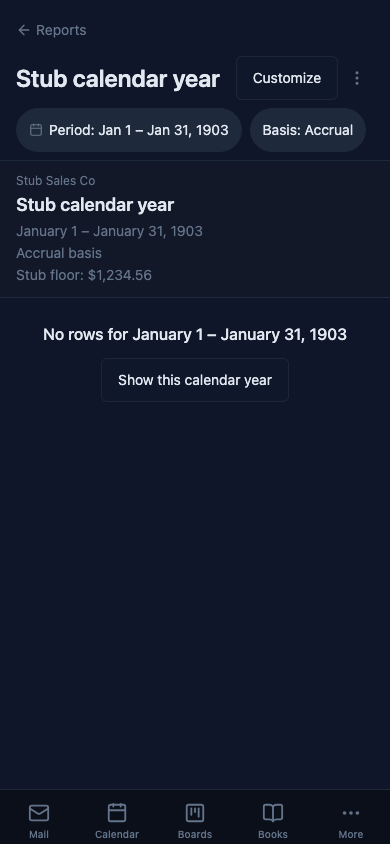 Reports
Stub calendar year
Customize
Period: Jan 1 – Jan 31, 1903
Basis: Accrual
Stub Sales Co
Stub calendar year
January 1 – January 31, 1903
Accrual basis
Stub floor: $1,234.56
No rows for January 1 – January 31, 1903
Show this calendar year
Mail
Calendar
Boards
Books
More